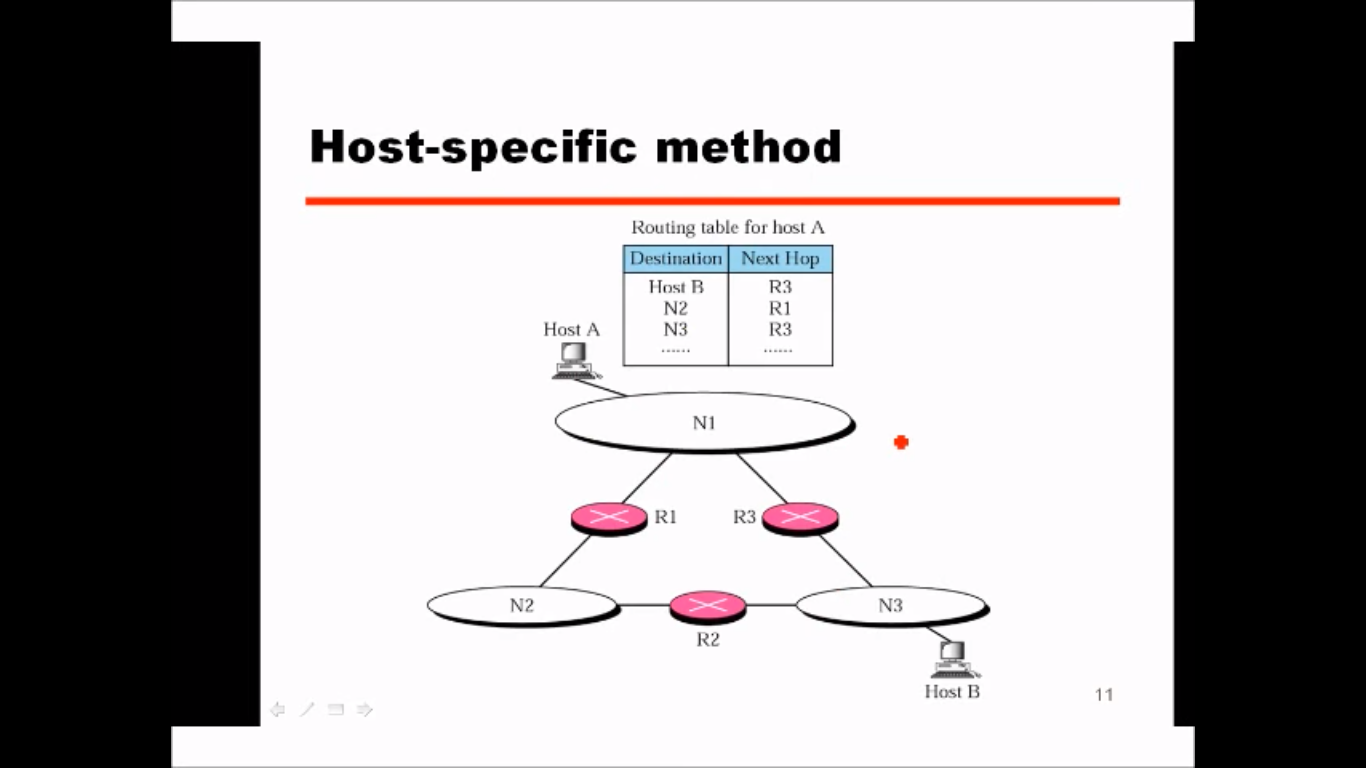 Host-specific method
Routing table for host A
Destination Next Hop
Host B R3
N2 R1
N3 R3
...... ......
Host A
N1
R1 R3
N2 N3
R2
Host B
11